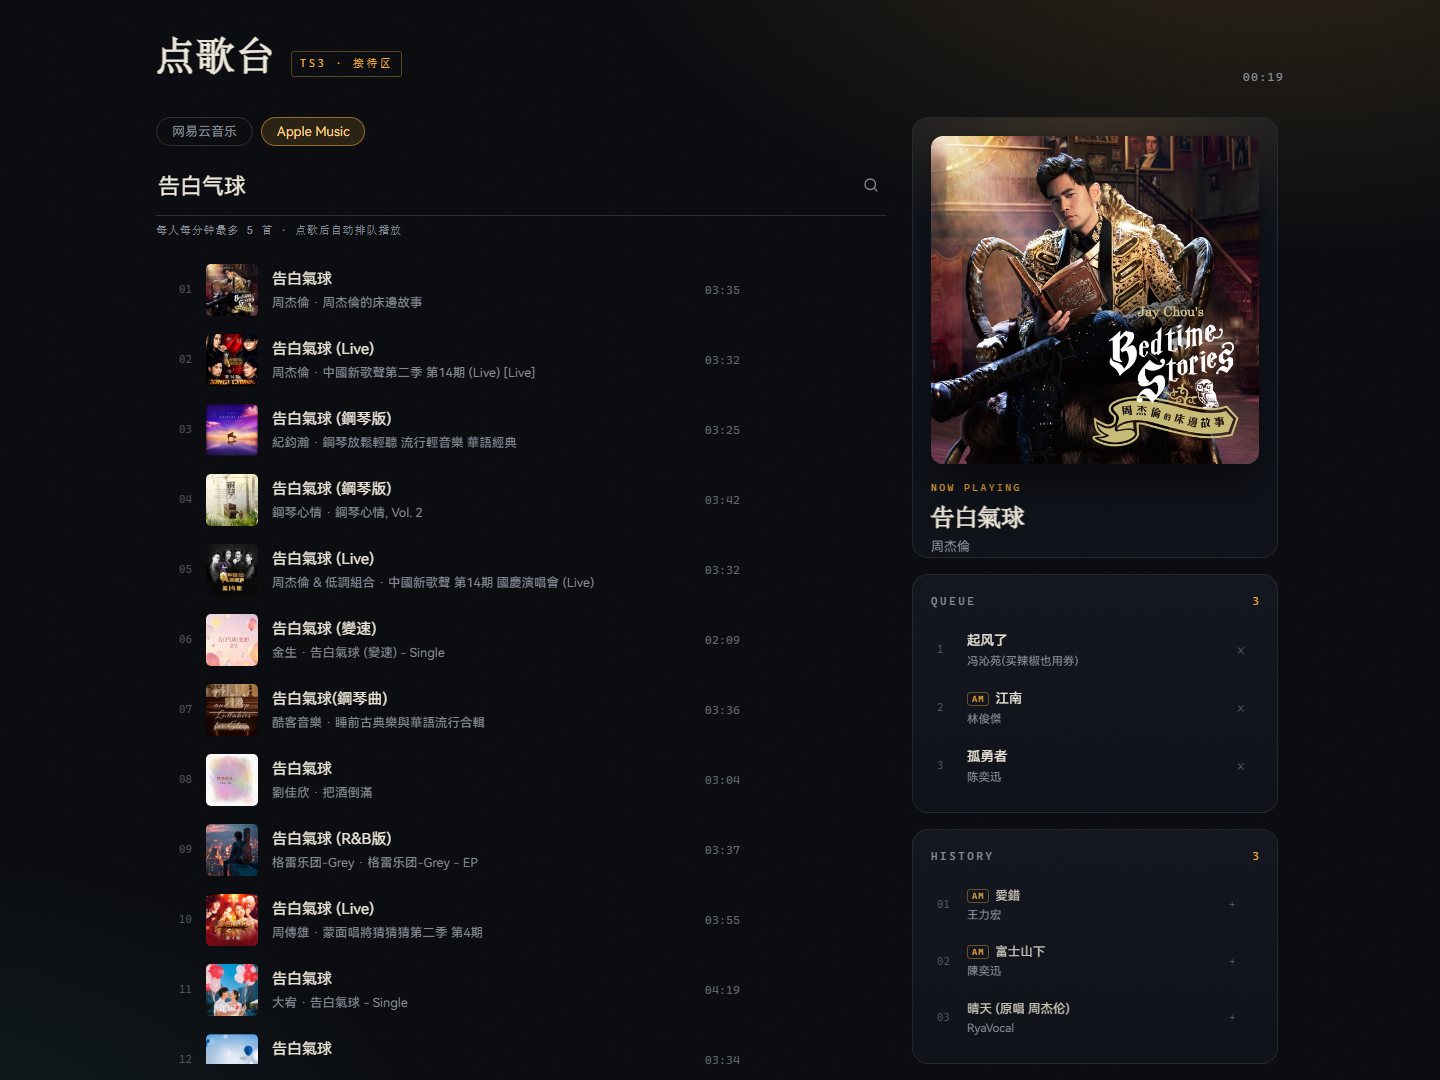 点歌台
TS3 · 接待区
00:19
网易云音乐
Apple Music
告白气球
每人每分钟最多 5 首 · 点歌后自动排队播放
01
告白氣球
周杰倫 · 周杰倫的床邊故事
03:35
02
告白氣球 (Live)
周杰倫 · 中國新歌聲第二季 第14期 (Live) [Live]
03:32
03
告白氣球 (鋼琴版)
紀鈞瀚 · 鋼琴放鬆輕聽 流行輕音樂 華語經典
03:25
04
告白氣球 (鋼琴版)
鋼琴心情 · 鋼琴心情, Vol. 2
03:42
05
告白氣球 (Live)
周杰倫 & 低調組合 · 中國新歌聲 第14期 國慶演唱會 (Live)
03:32
06
告白氣球 (變速)
金生 · 告白氣球 (變速) - Single
02:09
07
告白氣球(鋼琴曲)
酷客音樂 · 睡前古典樂與華語流行合輯
03:36
08
告白氣球
劉佳欣 · 把酒倒滿
03:04
09
告白氣球 (R&B版)
格雷乐团-Grey · 格雷乐团-Grey - EP
03:37
10
告白氣球 (Live)
周傳雄 · 蒙面唱將猜猜猜第二季 第4期
03:55
11
告白氣球
大宥 · 告白氣球 - Single
04:19
12
告白氣球
03:34
Jay Chou's
Bedtime
Stories
周杰倫的床邊故事
NOW PLAYING
告白氣球
周杰倫
QUEUE
3
1
起风了
冯沁苑(买辣椒也用券)
×
2
AM 江南
林俊傑
×
3
孤勇者
陈奕迅
×
HISTORY
3
01
AM 愛錯
王力宏
+
02
AM 富士山下
陳奕迅
+
03
晴天 (原唱 周杰伦)
RyaVocal
+